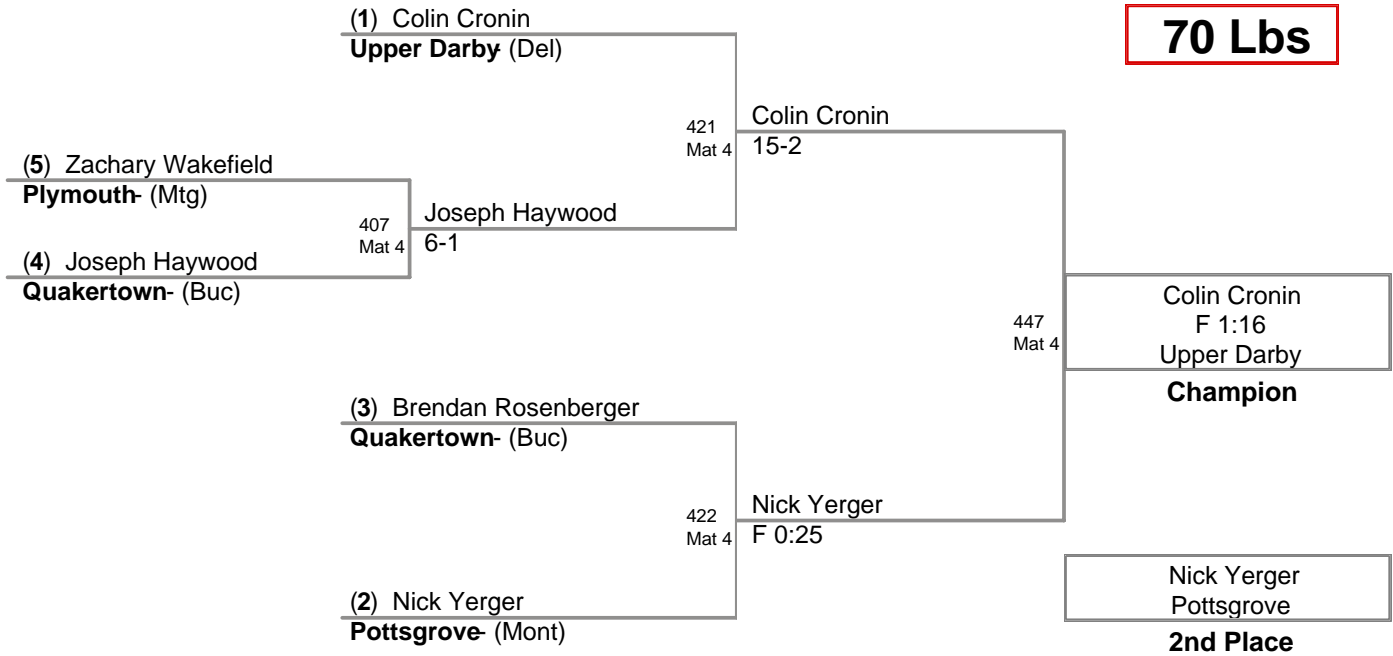 (1) Colin Cronin
Upper Darby- (Del)
70 Lbs
421
Mat 4
Colin Cronin
15-2
(5) Zachary Wakefield
Plymouth- (Mtg)
407
Mat 4
Joseph Haywood
6-1
(4) Joseph Haywood
Quakertown- (Buc)
447
Mat 4
Colin Cronin
F 1:16
Upper Darby
Champion
(3) Brendan Rosenberger
Quakertown- (Buc)
422
Mat 4
Nick Yerger
F 0:25
(2) Nick Yerger
Pottsgrove- (Mont)
Nick Yerger
Pottsgrove
2nd Place